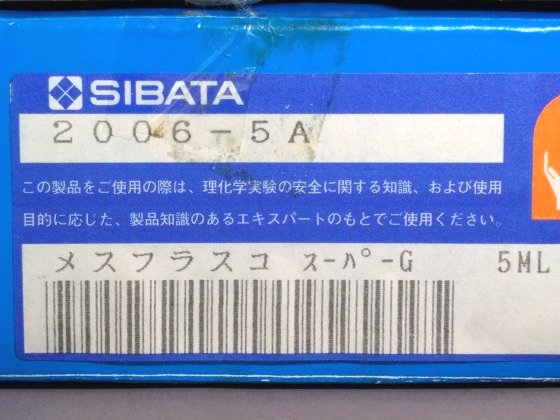 SIBATA
2006-5A
この製品をご使用の際は、理化学実験の安全に関する知識、および使用
目的に応じた、製品知識のあるエキスパートのもとでご使用ください。
メスフラスコ ｽｰﾊﾟｰG 5ML